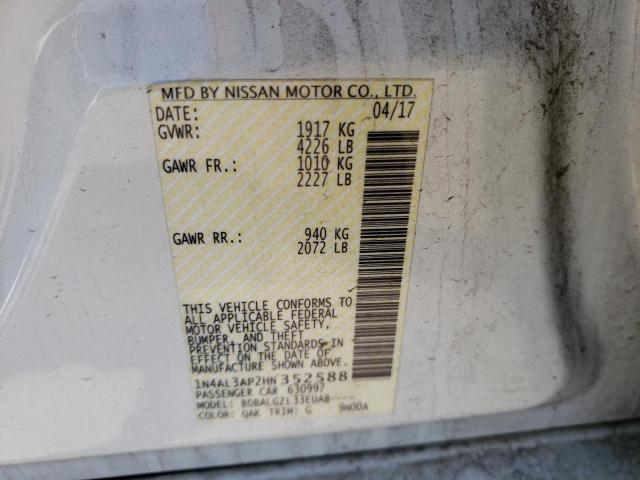 MFD BY NISSAN MOTOR CO., LTD.
DATE: 04/17
GVWR: 1917 KG
4226 LB
GAWR FR.: 1010 KG
2227 LB
GAWR RR.: 940 KG
2072 LB
THIS VEHICLE CONFORMS TO
ALL APPLICABLE FEDERAL
MOTOR VEHICLE SAFETY,
BUMPER, AND THEFT
PREVENTION STANDARDS IN
EFFECT ON THE DATE OF
MANUFACTURE SHOWN ABOVE.
1N4AL3AP2HN352588
PASSENGER CAR 630997
MODEL: BDBALGZL33EUAB----
COLOR: QAK TRIM: G 9N00A